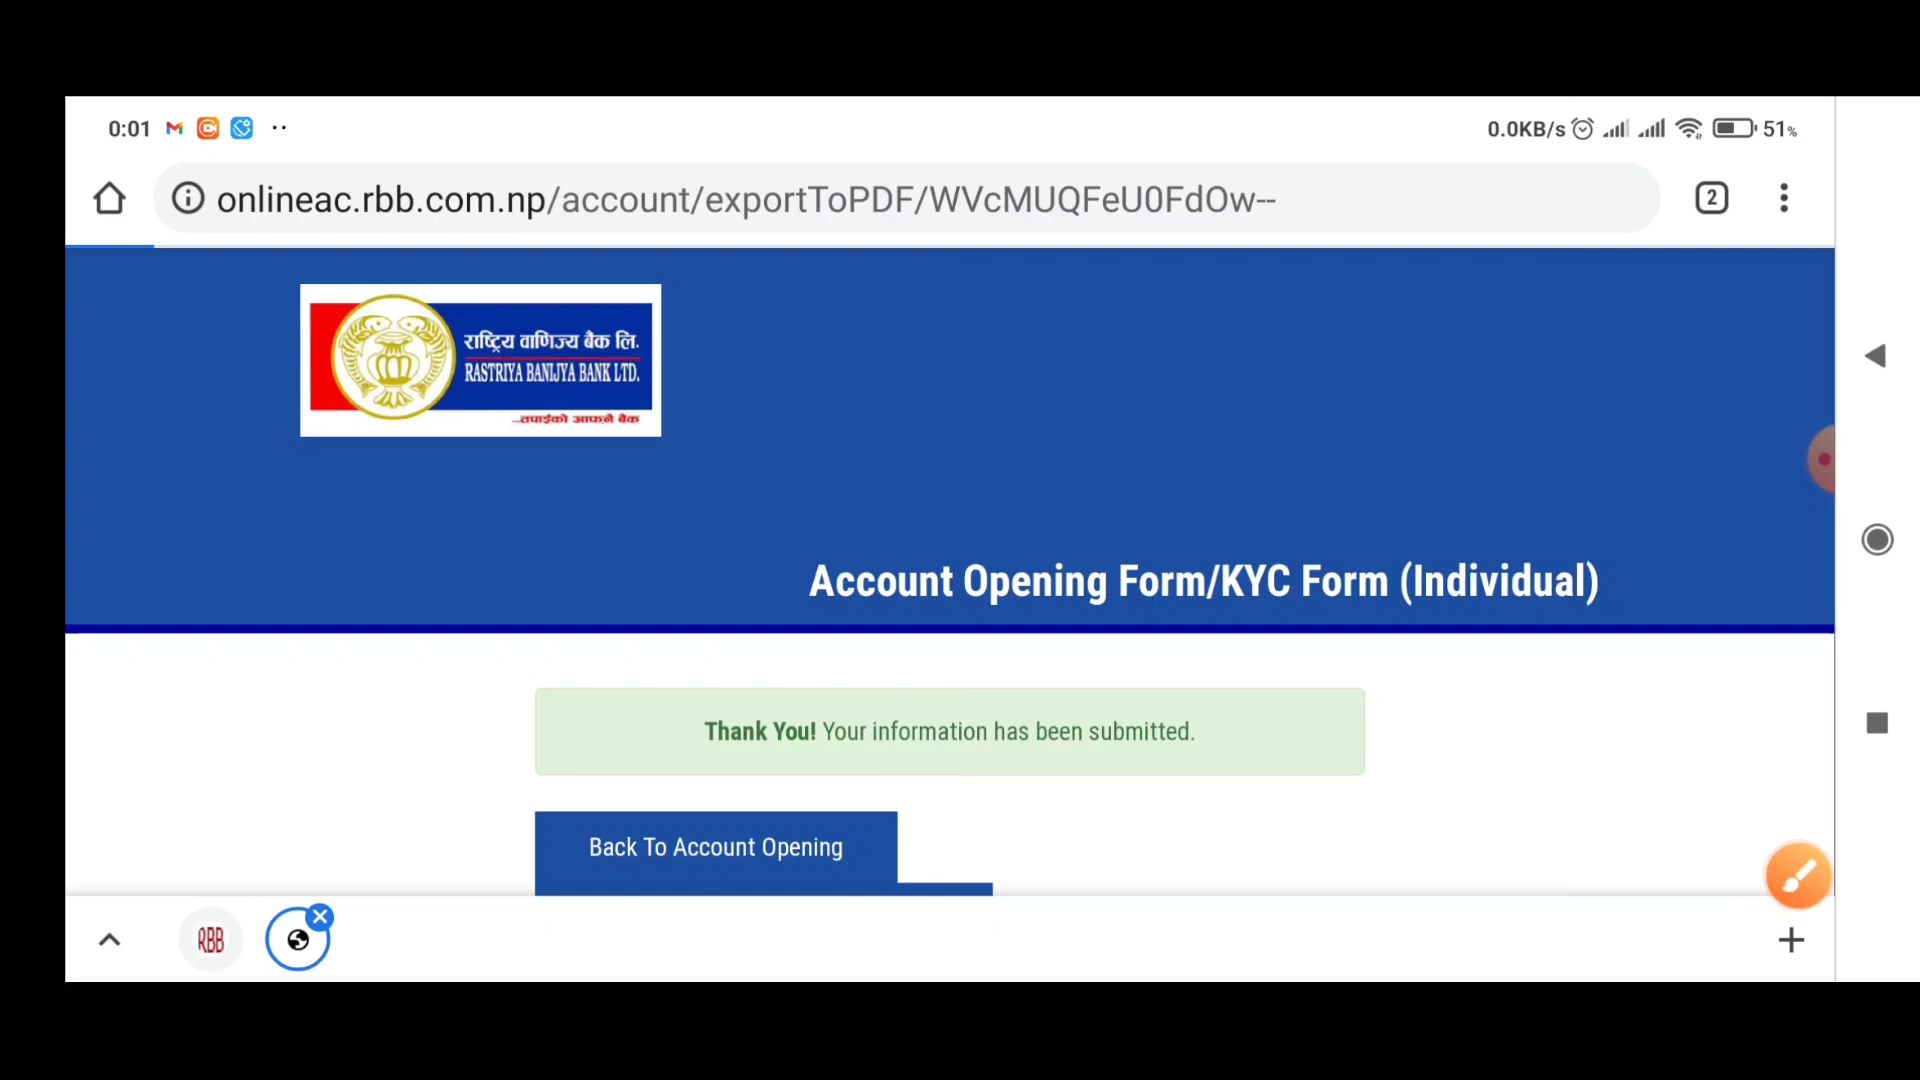 0:01
0.0KB/s 51%
onlineac.rbb.com.np/account/exportToPDF/WVcMUQFeU0FdOw--
2
राष्ट्रिय वाणिज्य बैंक लि.
RASTRIYA BANIJYA BANK LTD.
...तपाईंको आफ्नै बैंक
Account Opening Form/KYC Form (Individual)
Thank You! Your information has been submitted.
Back To Account Opening
RBB